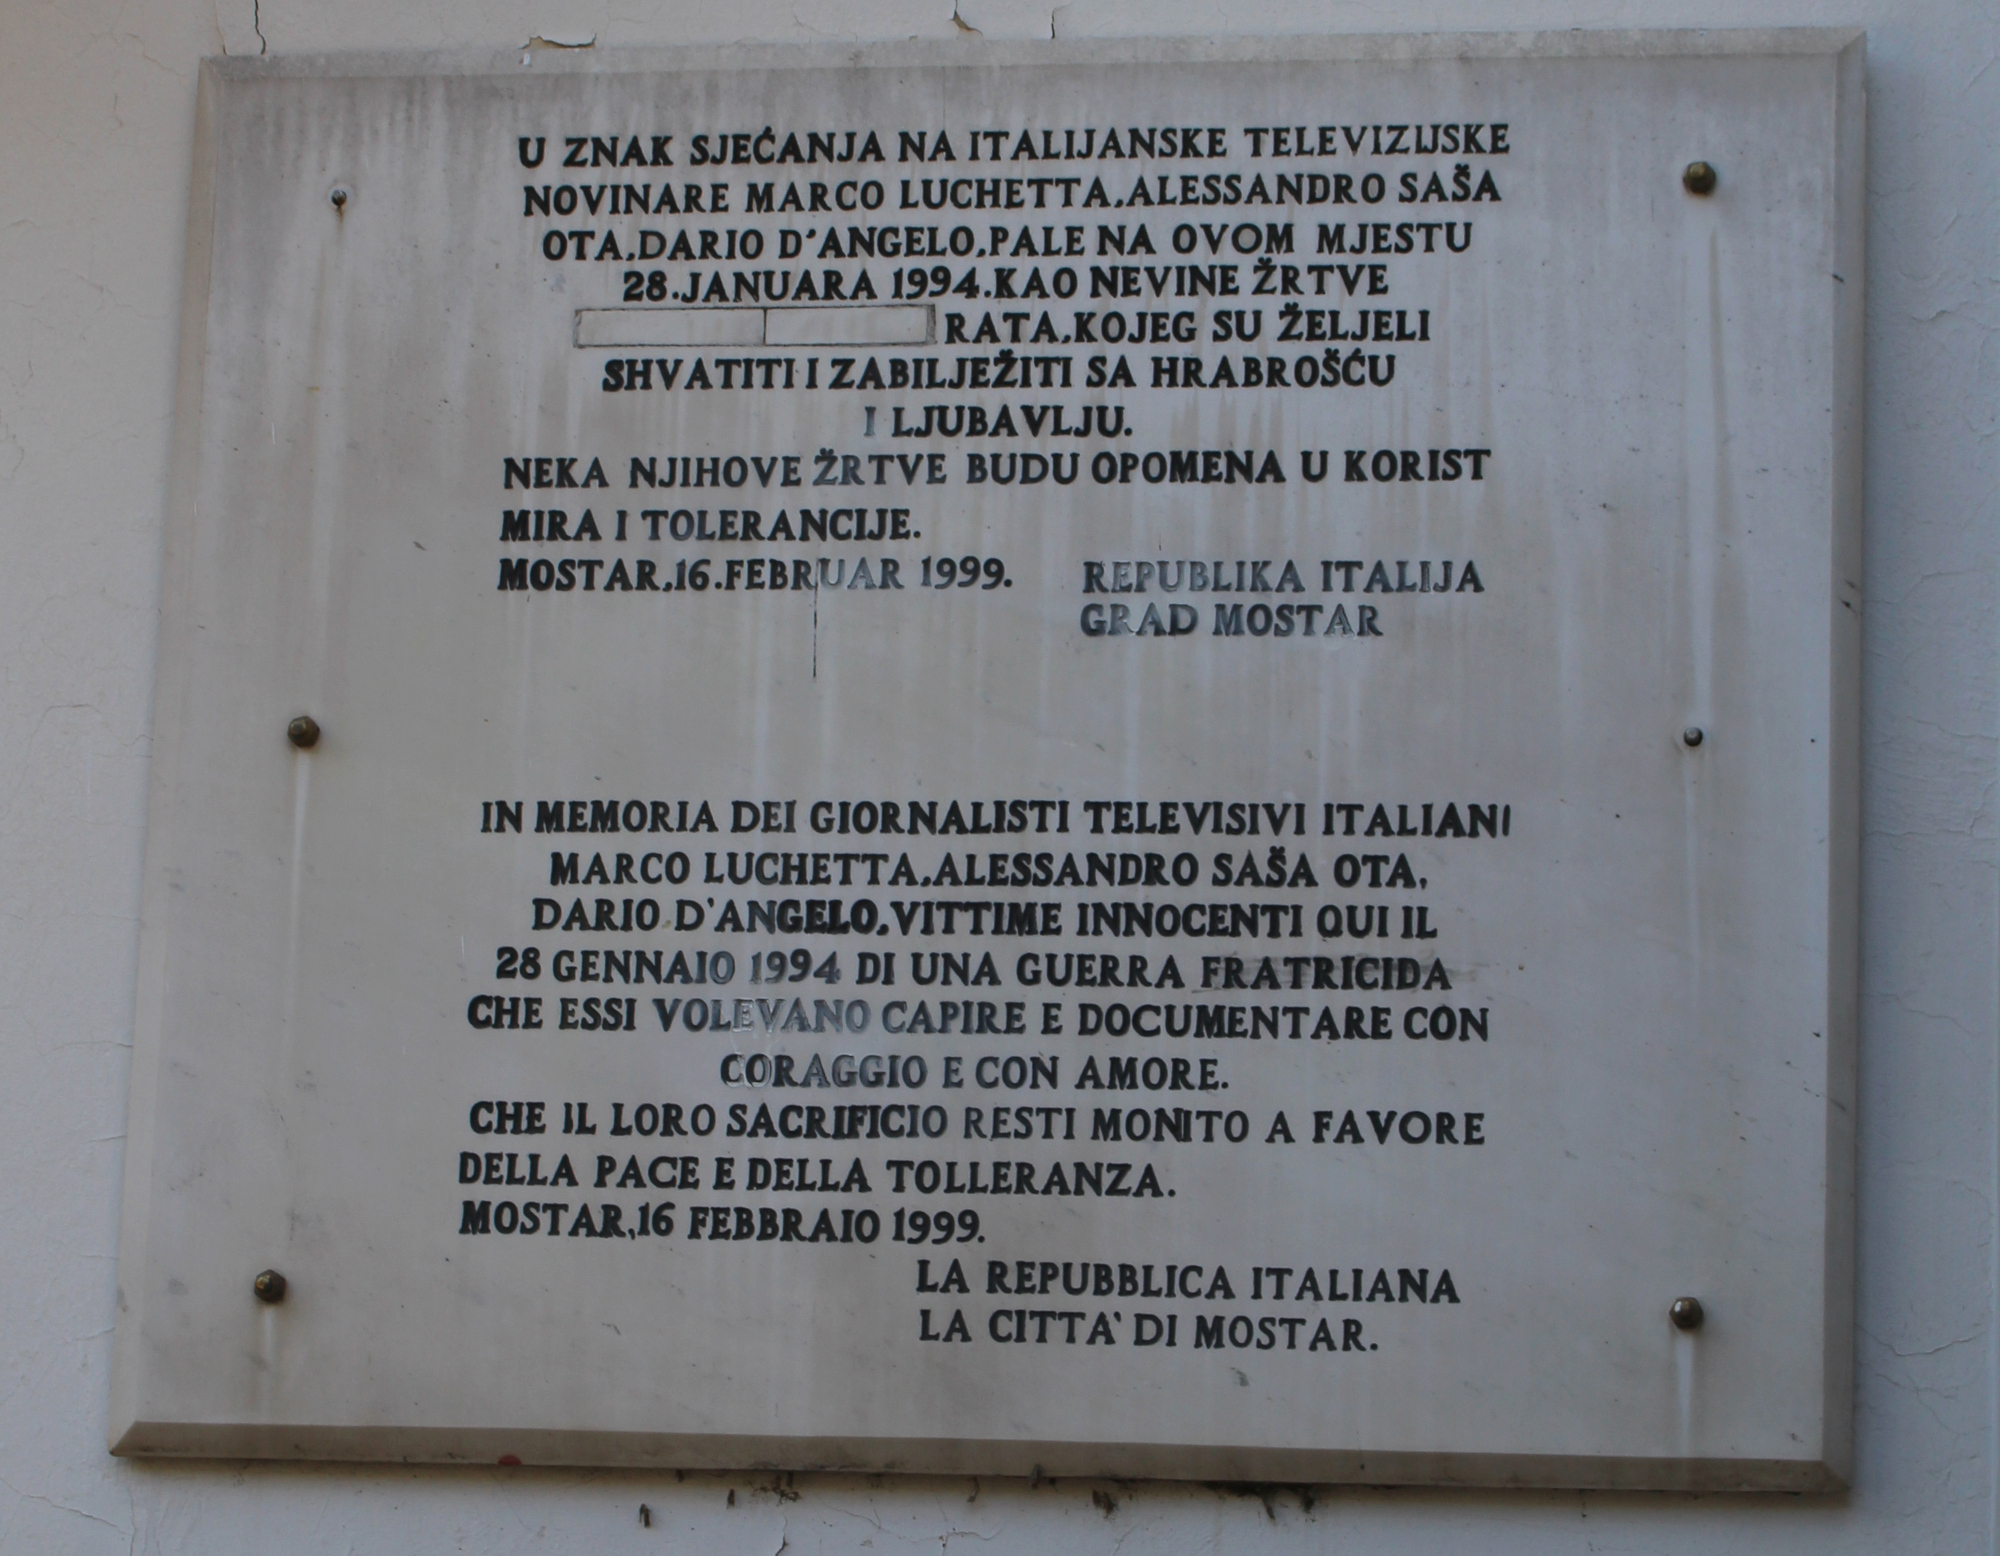 U ZNAK SJEĆANJA NA ITALIJANSKE TELEVIZIJSKE
NOVINARE MARCO LUCHETTA,ALESSANDRO SAŠA
OTA,DARIO D'ANGELO,PALE NA OVOM MJESTU
28.JANUARA 1994.KAO NEVINE ŽRTVE
RATA,KOJEG SU ŽELJELI
SHVATITI I ZABILJEŽITI SA HRABROŠĆU
I LJUBAVLJU.
NEKA NJIHOVE ŽRTVE BUDU OPOMENA U KORIST
MIRA I TOLERANCIJE.
MOSTAR,16.FEBRUAR 1999.
REPUBLIKA ITALIJA
GRAD MOSTAR
IN MEMORIA DEI GIORNALISTI TELEVISIVI ITALIANI
MARCO LUCHETTA,ALESSANDRO SAŠA OTA,
DARIO D'ANGELO,VITTIME INNOCENTI QUI IL
28 GENNAIO 1994 DI UNA GUERRA FRATRICIDA
CHE ESSI VOLEVANO CAPIRE E DOCUMENTARE CON
CORAGGIO E CON AMORE.
CHE IL LORO SACRIFICIO RESTI MONITO A FAVORE
DELLA PACE E DELLA TOLLERANZA.
MOSTAR,16 FEBBRAIO 1999.
LA REPUBBLICA ITALIANA
LA CITTA' DI MOSTAR.